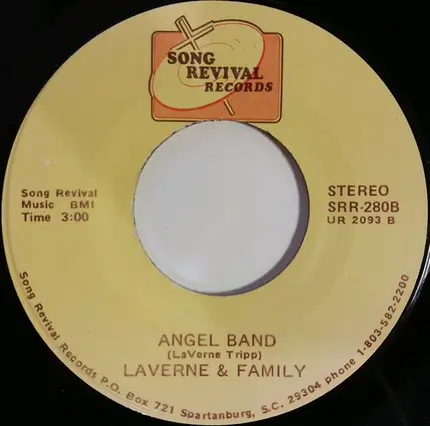 SONG
REVIVAL
RECORDS
Song Revival
Music BMI
Time 3:00
STEREO
SRR-280B
UR 2093 B
ANGEL BAND
(LaVerne Tripp)
LAVERNE & FAMILY
Song Revival Records P.O. Box 721 Spartanburg, S.C. 29304 phone 1-803-582-2200